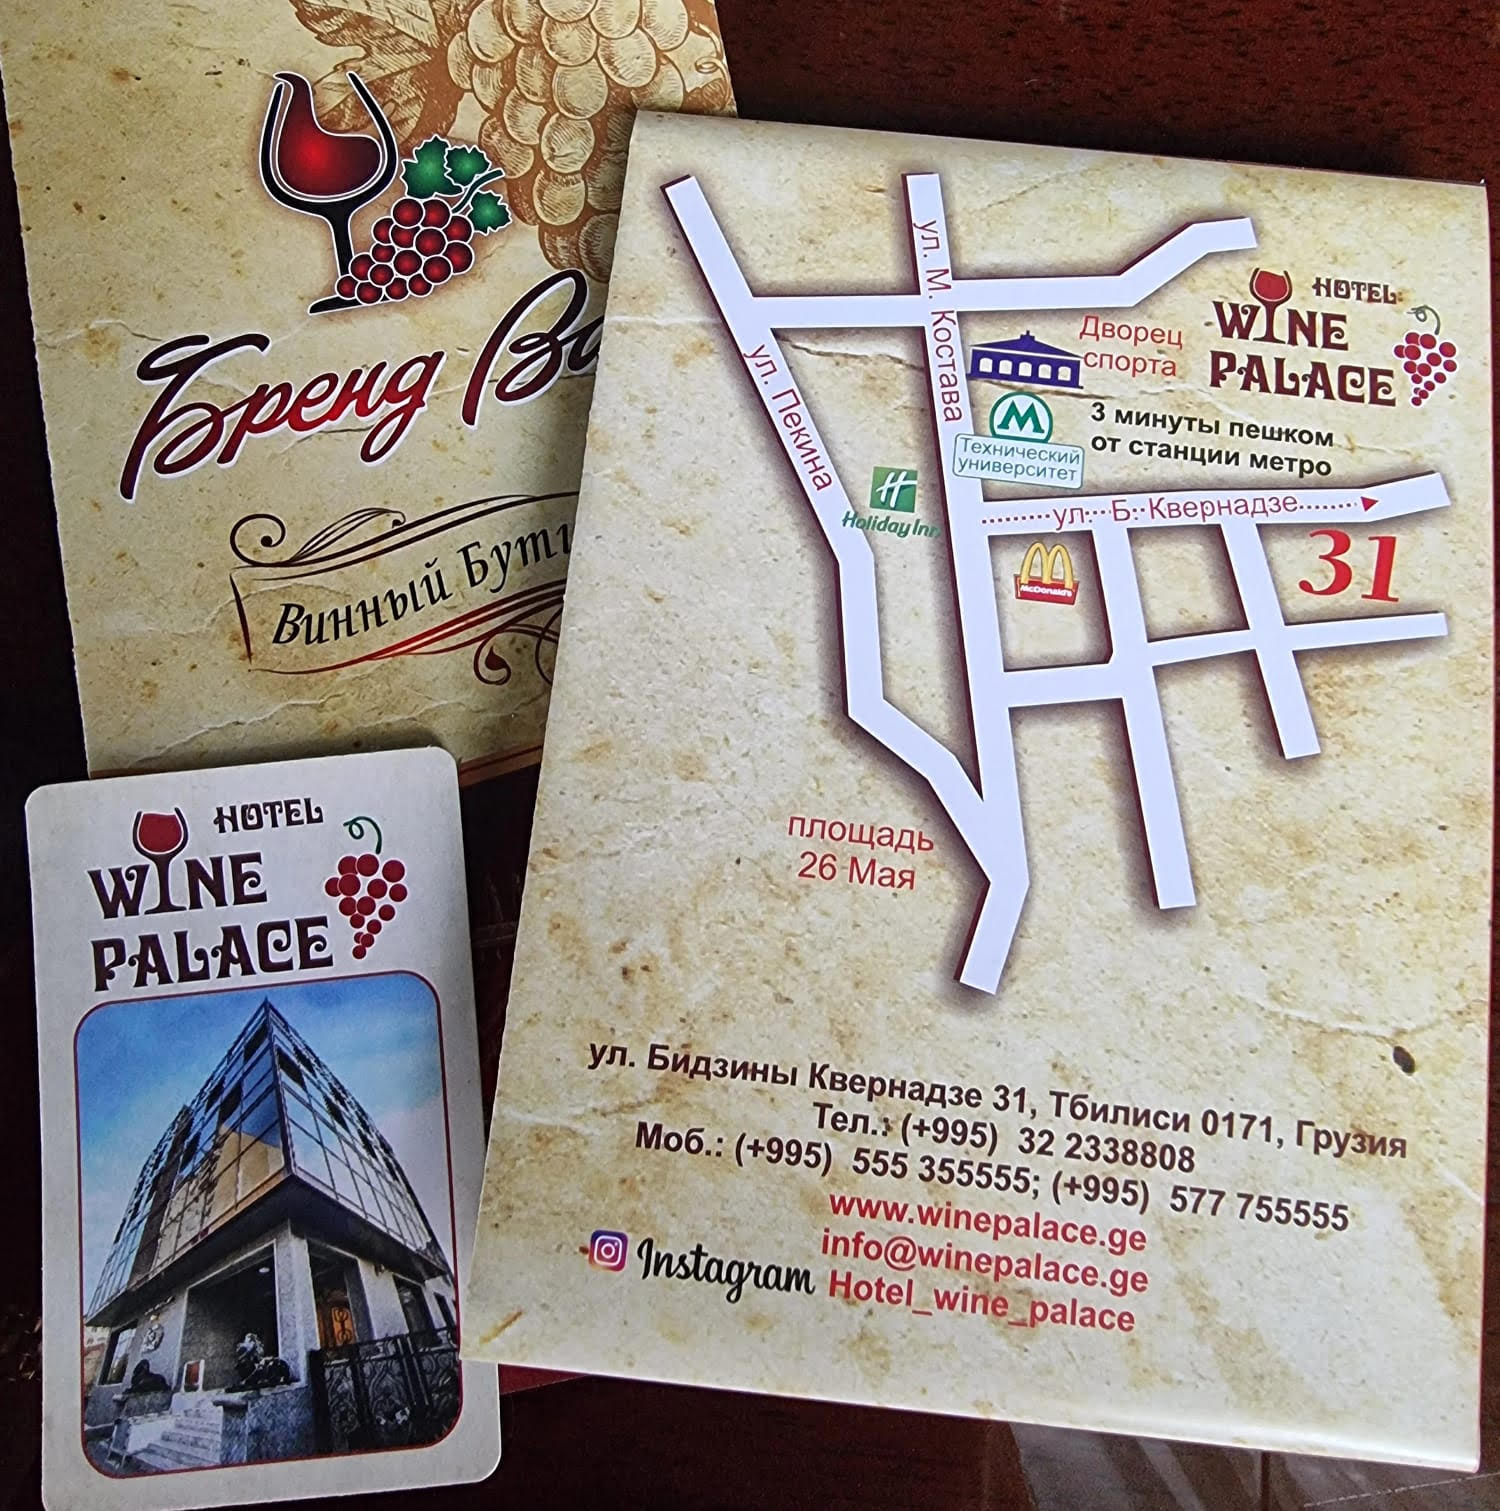 Бренд
Винный
HOTEL
WINE
PALACE
HOTEL
WINE
PALACE
ул. М. Костава
ул. Пекина
Дворец
спорта
М
Технический
университет
3 минуты пешком
от станции метро
H
Holiday Inn
ул. Б. Квернадзе
31
McDonald's
площадь
26 Мая
ул. Бидзины Квернадзе 31, Тбилиси 0171, Грузия
Тел.: (+995) 32 2338808
Моб.: (+995) 555 355555; (+995) 577 755555
www.winepalace.ge
info@winepalace.ge
Instagram Hotel_wine_palace